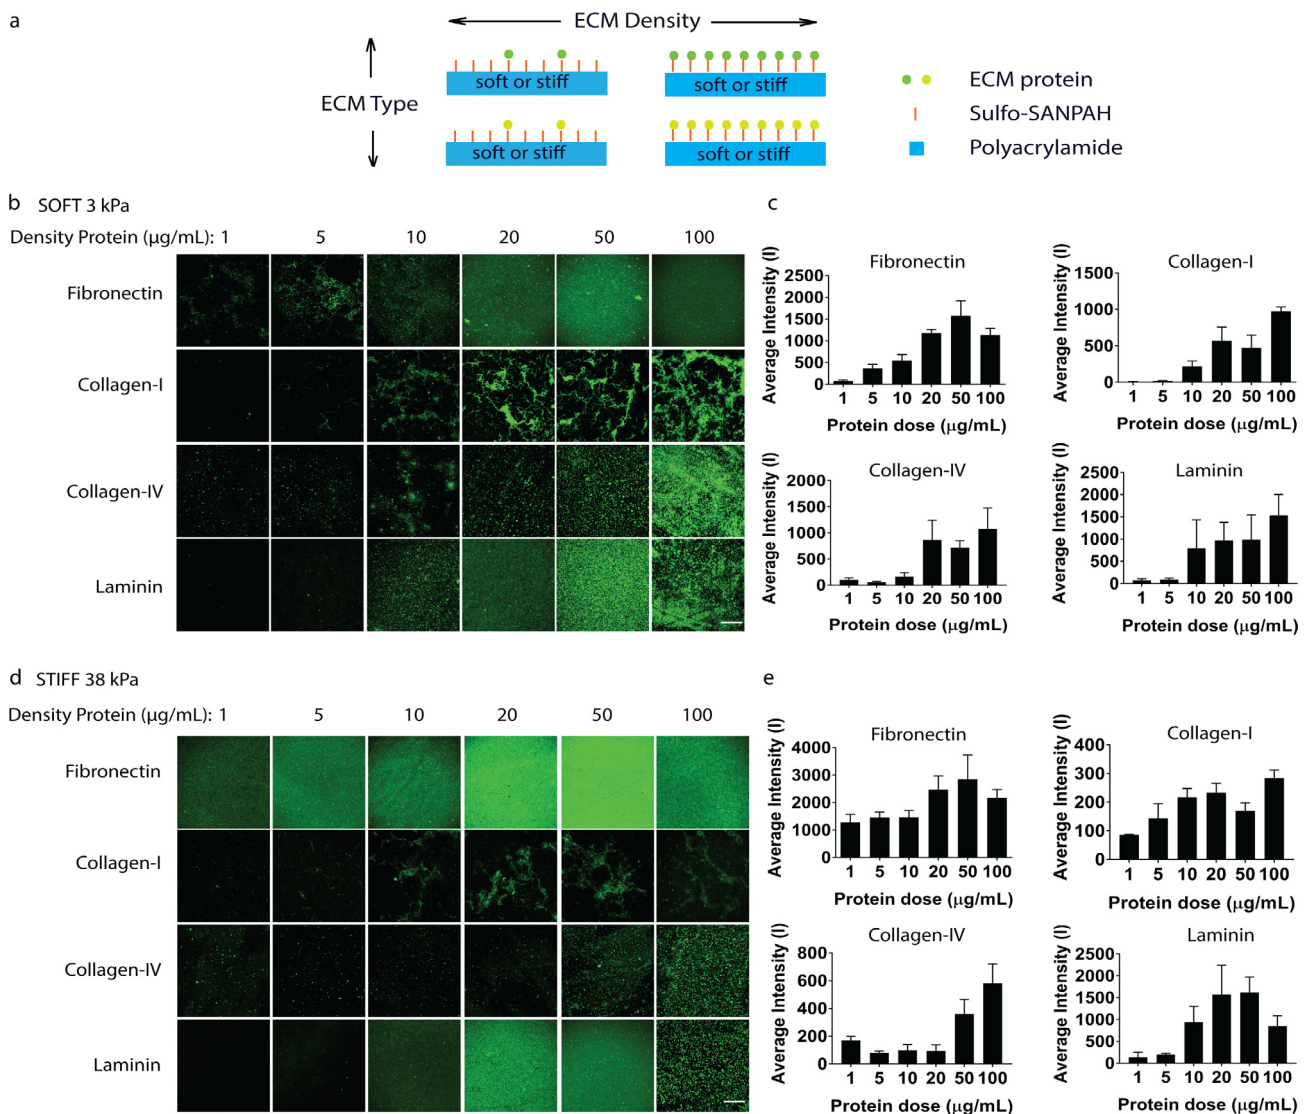 a
ECM Density
ECM Type
soft or stiff
soft or stiff
soft or stiff
soft or stiff
ECM protein
Sulfo-SANPAH
Polyacrylamide
b SOFT 3 kPa
Density Protein (μg/mL): 1 5 10 20 50 100
Fibronectin
Collagen-I
Collagen-IV
Laminin
c
Fibronectin
Average Intensity (I)
2500
2000
1500
1000
500
0
1 5 10 20 50 100
Protein dose (μg/mL)
Collagen-I
Average Intensity (I)
1500
1000
500
0
1 5 10 20 50 100
Protein dose (μg/mL)
Collagen-IV
Average Intensity (I)
2000
1500
1000
500
0
1 5 10 20 50 100
Protein dose (μg/mL)
Laminin
Average Intensity (I)
2500
2000
1500
1000
500
0
1 5 10 20 50 100
Protein dose (μg/mL)
d STIFF 38 kPa
Density Protein (μg/mL): 1 5 10 20 50 100
Fibronectin
Collagen-I
Collagen-IV
Laminin
e
Fibronectin
Average Intensity (I)
4000
3000
2000
1000
0
1 5 10 20 50 100
Protein dose (μg/mL)
Collagen-I
Average Intensity (I)
400
300
200
100
0
1 5 10 20 50 100
Protein dose (μg/mL)
Collagen-IV
Average Intensity (I)
800
600
400
200
0
1 5 10 20 50 100
Protein dose (μg/mL)
Laminin
Average Intensity (I)
2500
2000
1500
1000
500
0
1 5 10 20 50 100
Protein dose (μg/mL)